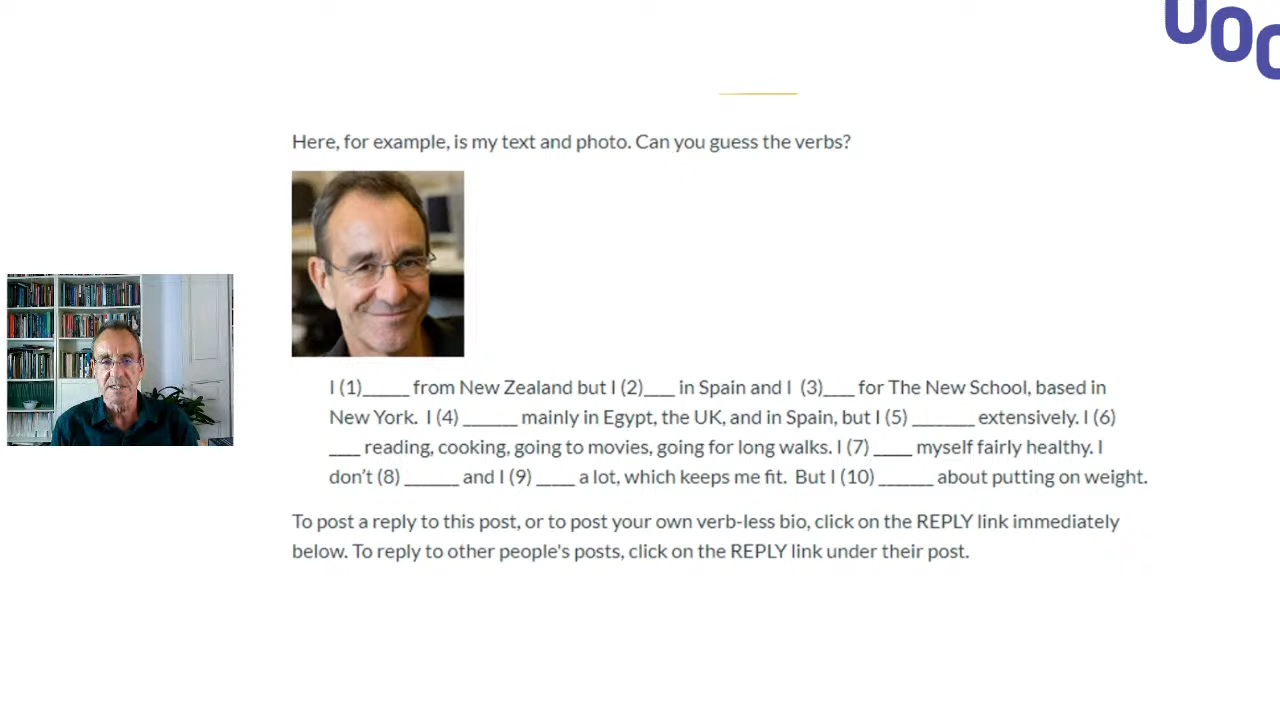 UOC
Here, for example, is my text and photo. Can you guess the verbs?
I (1)_____ from New Zealand but I (2)___ in Spain and I (3)___ for The New School, based in
New York. I (4) ______ mainly in Egypt, the UK, and in Spain, but I (5) _______ extensively. I (6)
___ reading, cooking, going to movies, going for long walks. I (7) ____ myself fairly healthy. I
don't (8) ______ and I (9) ____ a lot, which keeps me fit. But I (10) ______ about putting on weight.
To post a reply to this post, or to post your own verb-less bio, click on the REPLY link immediately
below. To reply to other people's posts, click on the REPLY link under their post.